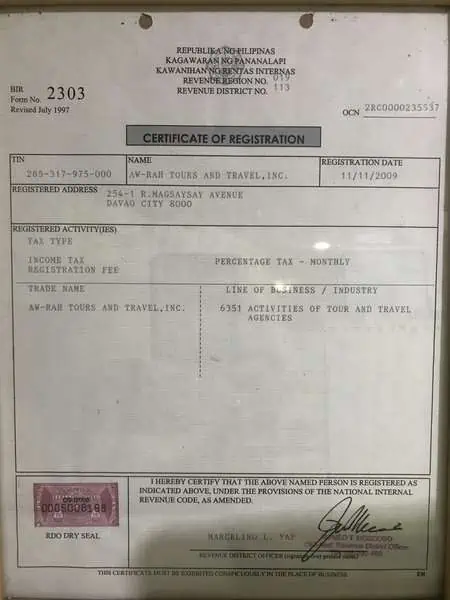 REPUBLIKA NG PILIPINAS
KAGAWARAN NG PANANALAPI
KAWANIHAN NG RENTAS INTERNAS
REVENUE REGION NO. 019
REVENUE DISTRICT NO. 113
BIR
Form No. 2303
Revised July 1997
OCN 2RC0000235537
CERTIFICATE OF REGISTRATION
TIN NAME REGISTRATION DATE
285-317-975-000 AW-RAH TOURS AND TRAVEL,INC. 11/11/2009
REGISTERED ADDRESS 254-1 R.MAGSAYSAY AVENUE
DAVAO CITY 8000
REGISTERED ACTIVITY(IES)
TAX TYPE
INCOME TAX PERCENTAGE TAX - MONTHLY
REGISTRATION FEE
TRADE NAME LINE OF BUSINESS / INDUSTRY
AW-RAH TOURS AND TRAVEL,INC. 6351 ACTIVITIES OF TOUR AND TRAVEL
AGENCIES
I HEREBY CERTIFY THAT THE ABOVE NAMED PERSON IS REGISTERED AS
INDICATED ABOVE, UNDER THE PROVISIONS OF THE NATIONAL INTERNAL
REVENUE CODE, AS AMENDED.
RDO DRY SEAL
MARCELINO L. YAP
REVENUE DISTRICT OFFICER
THIS CERTIFICATE MUST BE EXHIBITED CONSPICUOUSLY IN THE PLACE OF BUSINESS